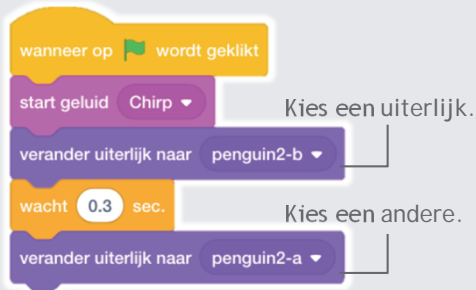 wanneer op wordt geklikt
start geluid Chirp
Kies een uiterlijk.
verander uiterlijk naar penguin2-b
wacht 0.3 sec.
Kies een andere.
verander uiterlijk naar penguin2-a